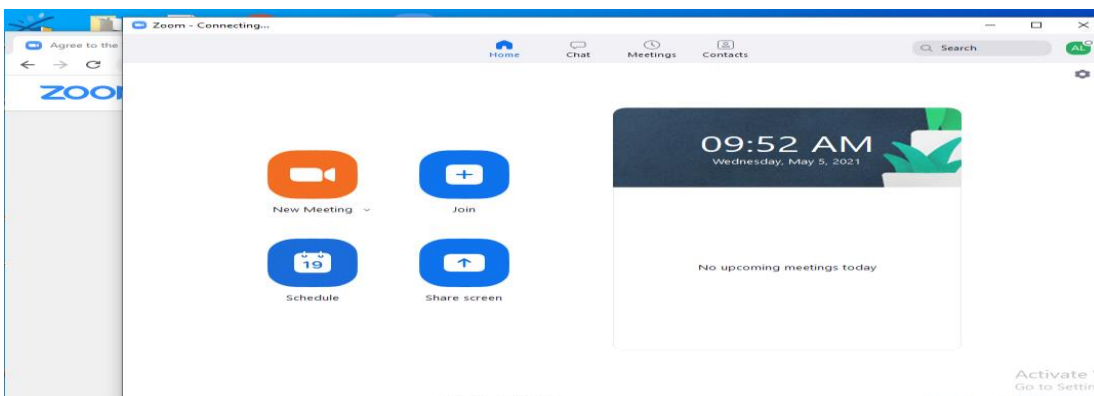 Zoom - Connecting...
Agree to the
Home
Chat
Meetings
Contacts
Search
AL
ZOO
09:52 AM
Wednesday, May 5, 2021
New Meeting
Join
No upcoming meetings today
19
Schedule
Share screen
Activate
Go to Settin